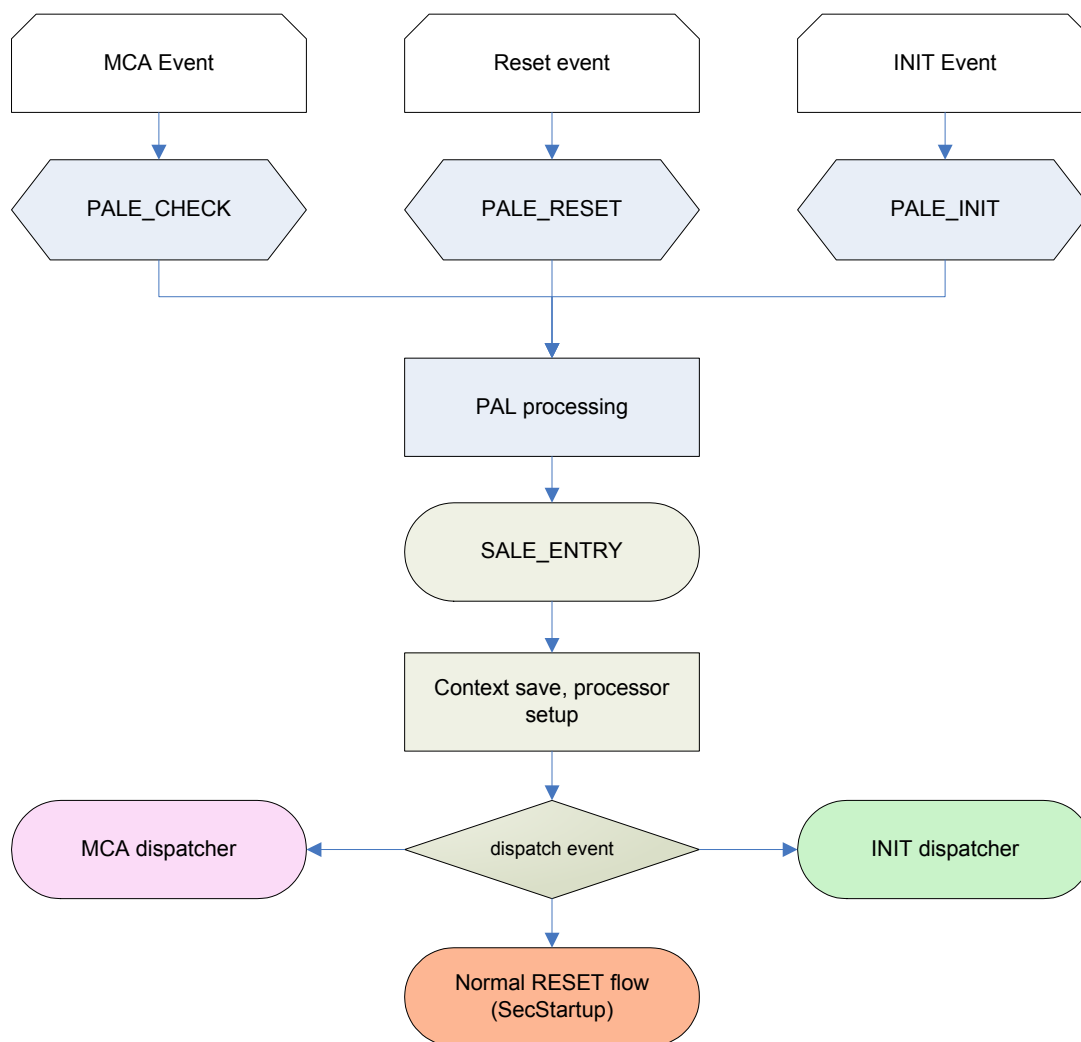 MCA Event
Reset event
INIT Event
PALE_CHECK
PALE_RESET
PALE_INIT
PAL processing
SALE_ENTRY
Context save, processor
setup
MCA dispatcher
dispatch event
INIT dispatcher
Normal RESET flow
(SecStartup)